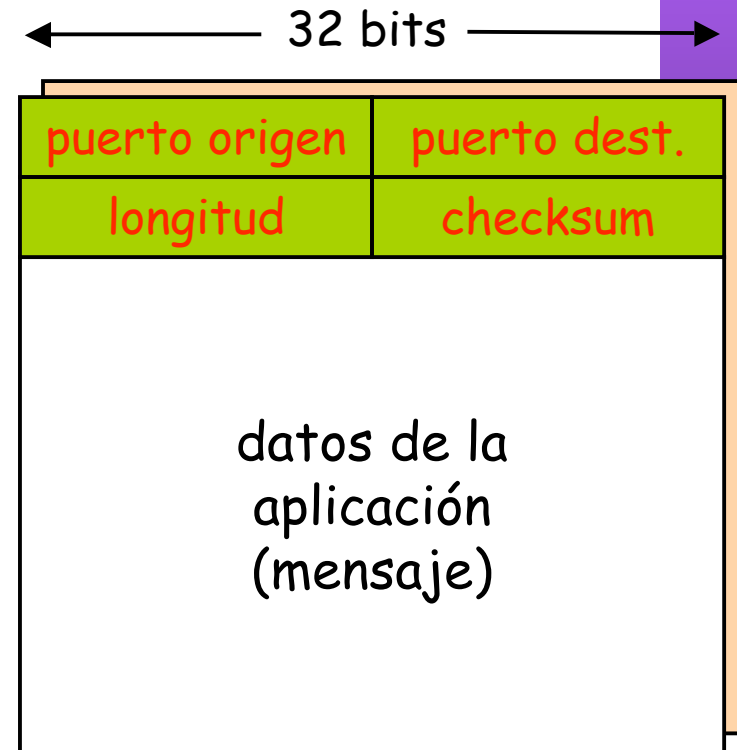 32 bits
puerto origen
puerto dest.
longitud
checksum
datos de la
aplicación
(mensaje)